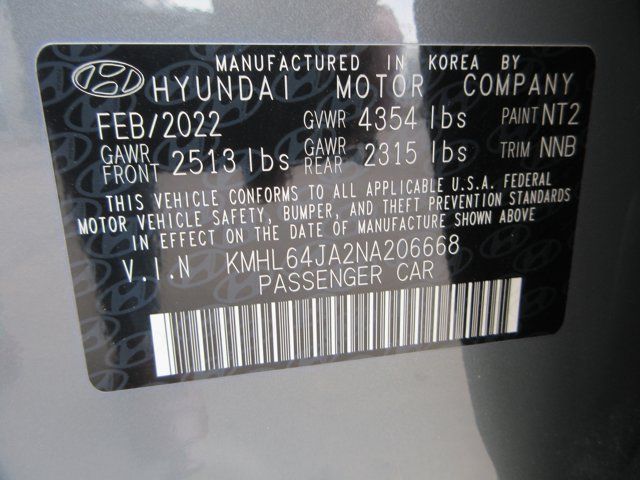 MANUFACTURED IN KOREA BY
HYUNDAI MOTOR COMPANY
FEB/2022 GVWR 4354 lbs PAINT NT2
GAWR FRONT 2513 lbs GAWR REAR 2315 lbs TRIM NNB
THIS VEHICLE CONFORMS TO ALL APPLICABLE U.S.A. FEDERAL
MOTOR VEHICLE SAFETY, BUMPER, AND THEFT PREVENTION STANDARDS
IN EFFECT ON THE DATE OF MANUFACTURE SHOWN ABOVE
V.I.N KMHL64JA2NA206668
PASSENGER CAR